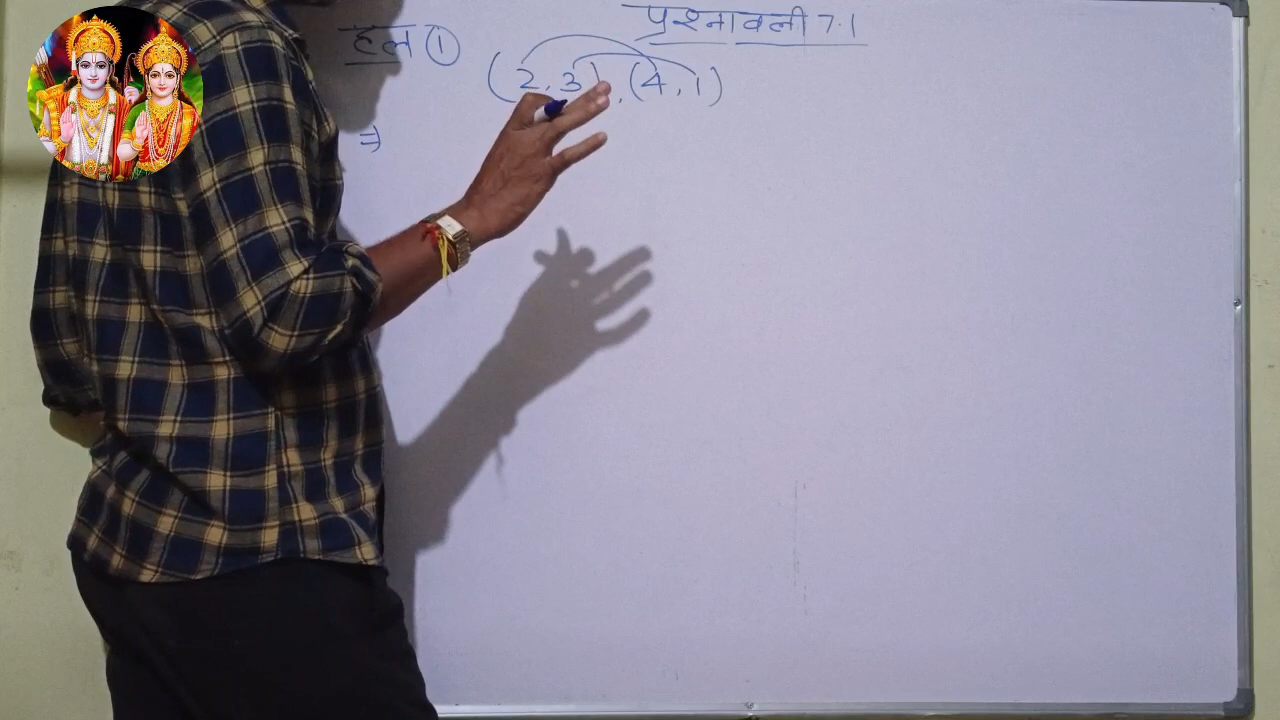 प्रश्नावली 7.1
हल ①
(2,3), (4,1)
⇒